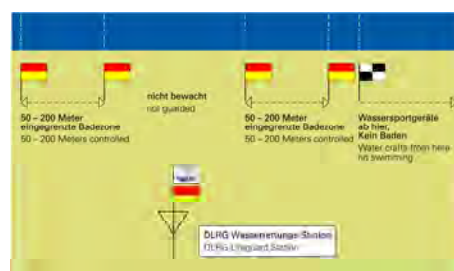 nicht bewacht
not guarded
50 – 200 Meter
eingegrenzte Badezone
50 – 200 Meters controlled
50 – 200 Meter
eingegrenzte Badezone
50 – 200 Meters controlled
Wassersportgeräte
ab hier,
Kein Baden
Water crafts from here
no swimming
DLRG Wasserrettungs-Station
DLRG Lifeguard Station